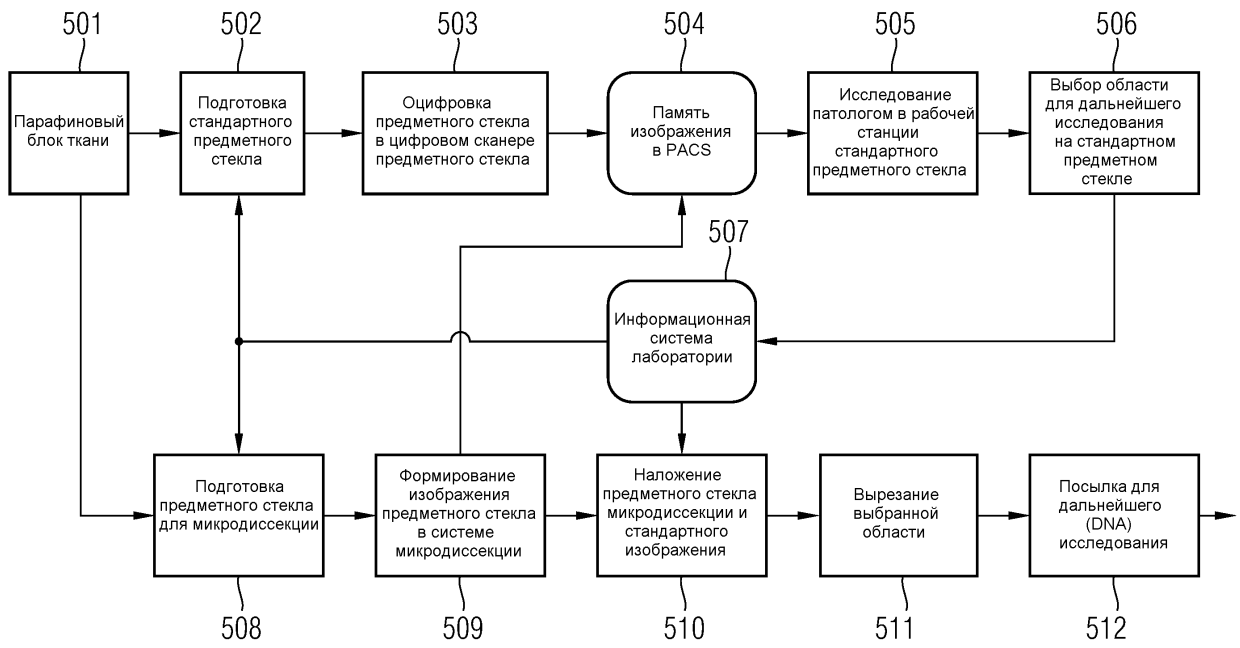 501
502
503
504
505
506
Парафиновый
блок ткани
Подготовка
стандартного
предметного
стекла
Оцифровка
предметного стекла
в цифровом сканере
предметного стекла
Память
изображения
в PACS
Исследование
патологом в рабочей
станции
стандартного
предметного стекла
Выбор области
для дальнейшего
исследования
на стандартном
предметном
стекле
507
Информационная
система
лаборатории
Подготовка
предметного стекла
для микродиссекции
Формирование
изображения
предметного стекла
в системе
микродиссекции
Наложение
предметного стекла
микродиссекции и
стандартного
изображения
Вырезание
выбранной
области
Посылка для
дальнейшего
(DNA)
исследования
508
509
510
511
512